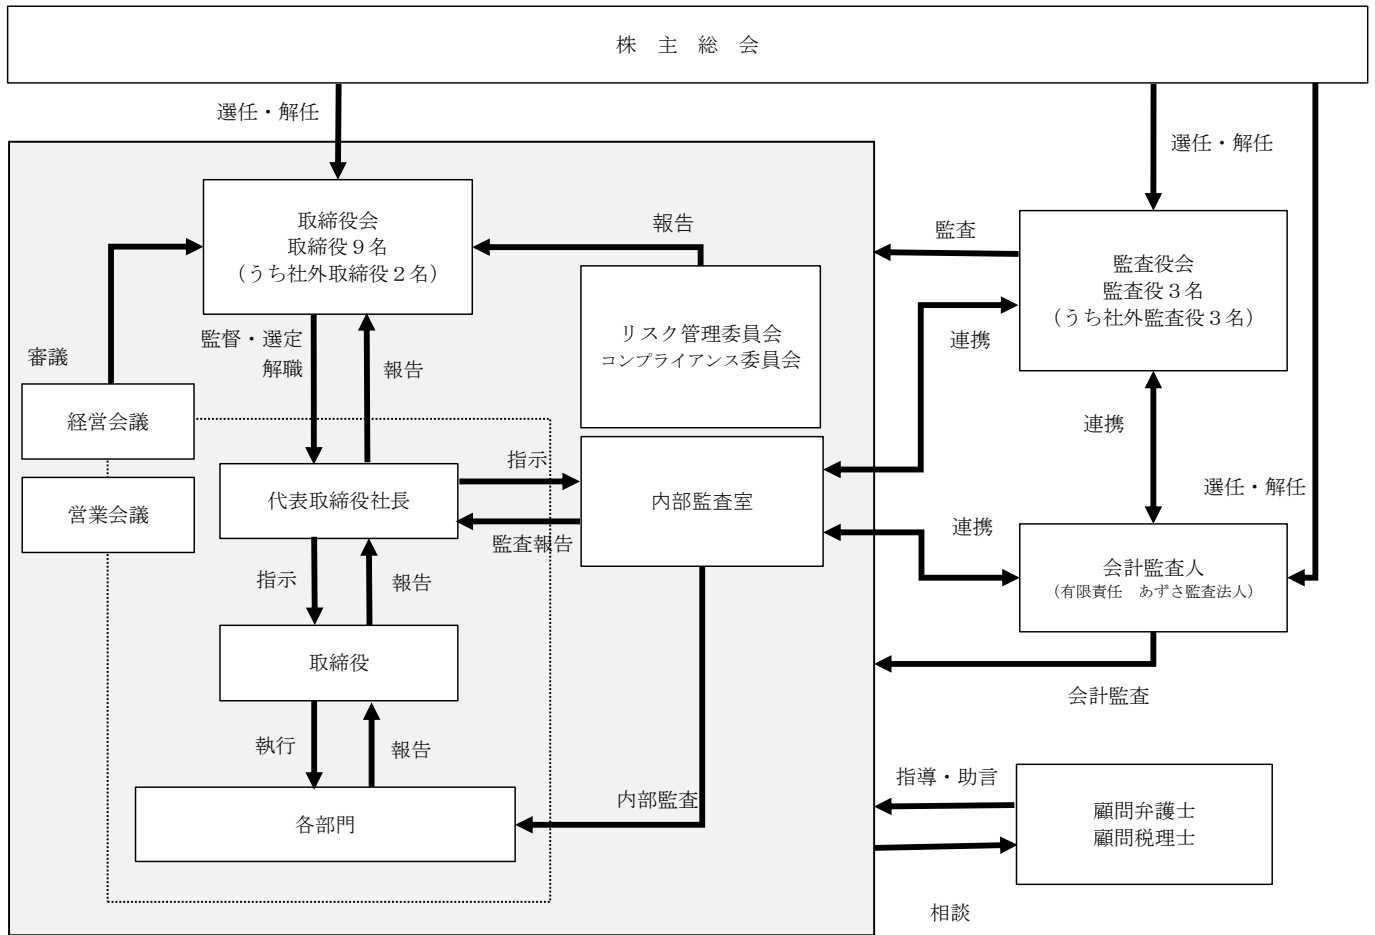 株　主　総　会
選任・解任
選任・解任
取締役会
取締役９名
（うち社外取締役２名）
報告
監査
監査役会
監査役３名
（うち社外監査役３名）
リスク管理委員会
コンプライアンス委員会
監督・選定
解職
報告
連携
審議
経営会議
連携
指示
代表取締役社長
内部監査室
選任・解任
営業会議
監査報告
連携
会計監査人
（有限責任　あずさ監査法人）
指示
報告
取締役
会計監査
執行
報告
指導・助言
内部監査
各部門
顧問弁護士
顧問税理士
相談